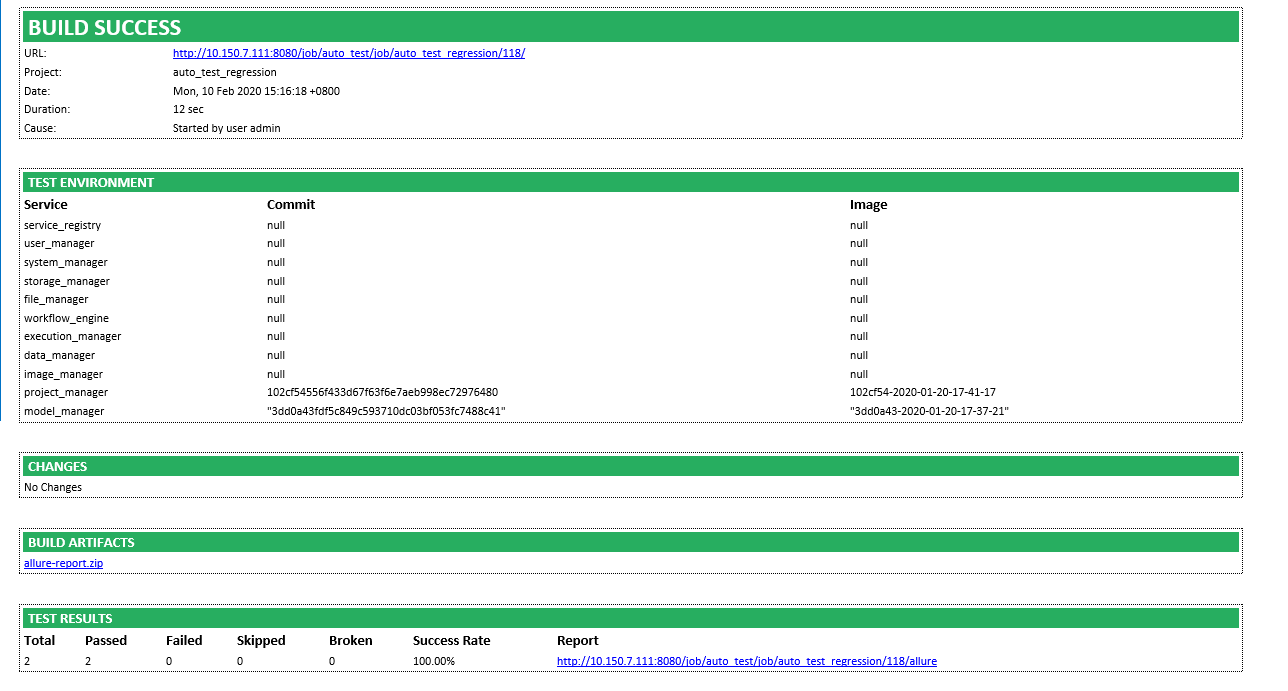 BUILD SUCCESS
URL: http://10.150.7.111:8080/job/auto_test/job/auto_test_regression/118/
Project: auto_test_regression
Date: Mon, 10 Feb 2020 15:16:18 +0800
Duration: 12 sec
Cause: Started by user admin
TEST ENVIRONMENT
Service Commit Image
service_registry null null
user_manager null null
system_manager null null
storage_manager null null
file_manager null null
workflow_engine null null
execution_manager null null
data_manager null null
image_manager null null
project_manager 102cf54556f433d67f63f6e7aeb998ec72976480 102cf54-2020-01-20-17-41-17
model_manager "3dd0a43fdf5c849c593710dc03bf053fc7488c41" "3dd0a43-2020-01-20-17-37-21"
CHANGES
No Changes
BUILD ARTIFACTS
allure-report.zip
TEST RESULTS
Total Passed Failed Skipped Broken Success Rate Report
2 2 0 0 0 100.00% http://10.150.7.111:8080/job/auto_test/job/auto_test_regression/118/allure